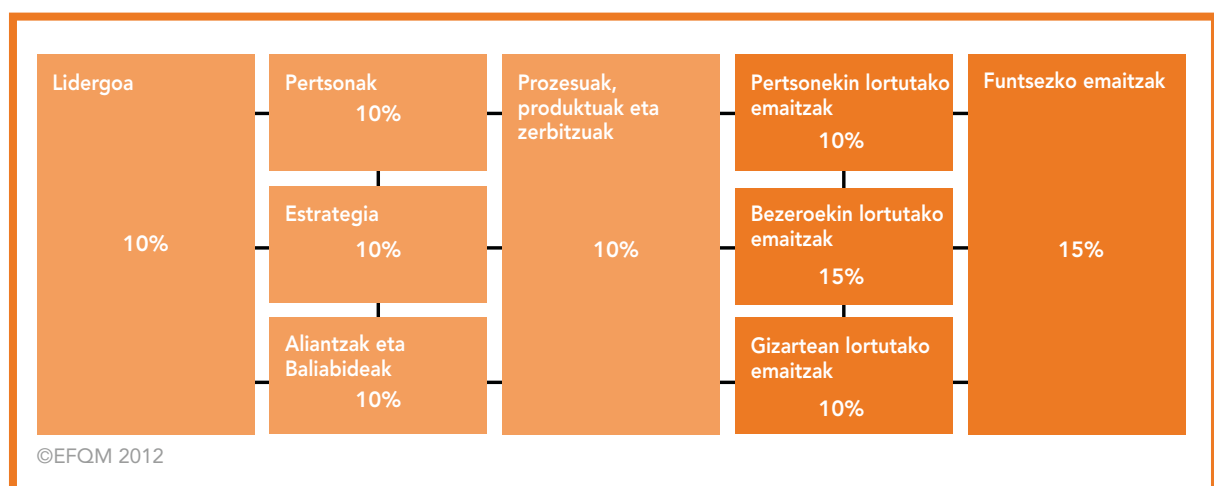 Lidergoa
10%
Pertsonak
10%
Estrategia
10%
Aliantzak eta
Baliabideak
10%
Prozesuak,
produktuak eta
zerbitzuak
10%
Pertsonekin lortutako
emaitzak
10%
Bezeroekin lortutako
emaitzak
15%
Gizartean lortutako
emaitzak
10%
Funtsezko emaitzak
15%
©EFQM 2012